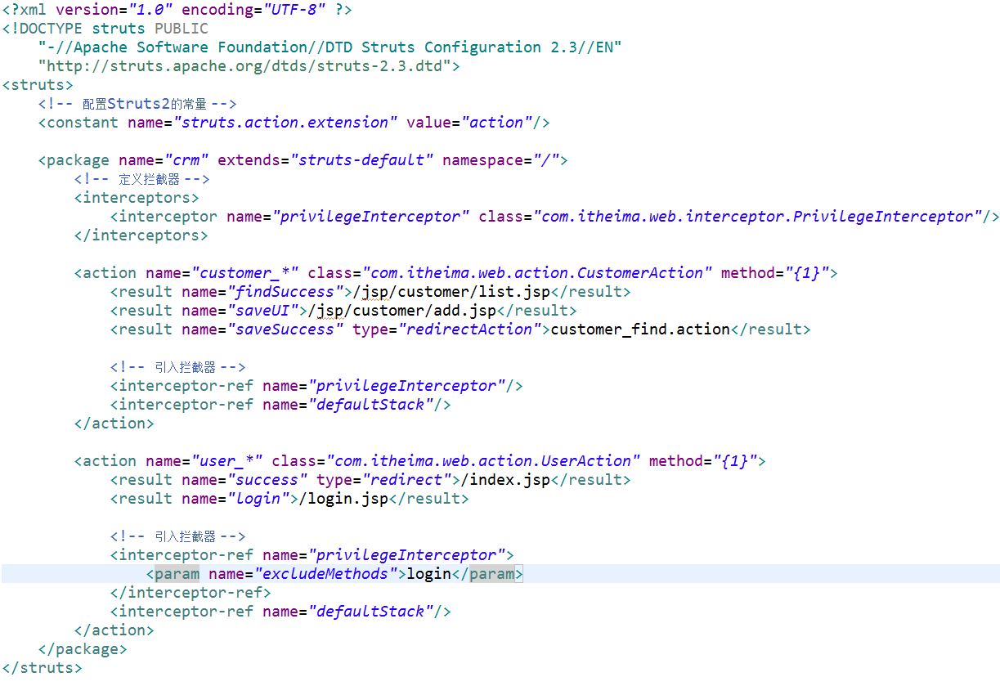 <?xml version="1.0" encoding="UTF-8" ?>
<!DOCTYPE struts PUBLIC
    "-//Apache Software Foundation//DTD Struts Configuration 2.3//EN"
    "http://struts.apache.org/dtds/struts-2.3.dtd">
<struts>
    <!-- 配置Struts2的常量 -->
    <constant name="struts.action.extension" value="action"/>

    <package name="crm" extends="struts-default" namespace="/">
        <!-- 定义拦截器 -->
        <interceptors>
            <interceptor name="privilegeInterceptor" class="com.itheima.web.interceptor.PrivilegeInterceptor"/>
        </interceptors>

        <action name="customer_*" class="com.itheima.web.action.CustomerAction" method="{1}">
            <result name="findSuccess">/jsp/customer/list.jsp</result>
            <result name="saveUI">/jsp/customer/add.jsp</result>
            <result name="saveSuccess" type="redirectAction">customer_find.action</result>

            <!-- 引入拦截器 -->
            <interceptor-ref name="privilegeInterceptor"/>
            <interceptor-ref name="defaultStack"/>
        </action>

        <action name="user_*" class="com.itheima.web.action.UserAction" method="{1}">
            <result name="success" type="redirect">/index.jsp</result>
            <result name="login">/login.jsp</result>

            <!-- 引入拦截器 -->
            <interceptor-ref name="privilegeInterceptor">
                <param name="excludeMethods">login</param>
            </interceptor-ref>
            <interceptor-ref name="defaultStack"/>
        </action>
    </package>
</struts>